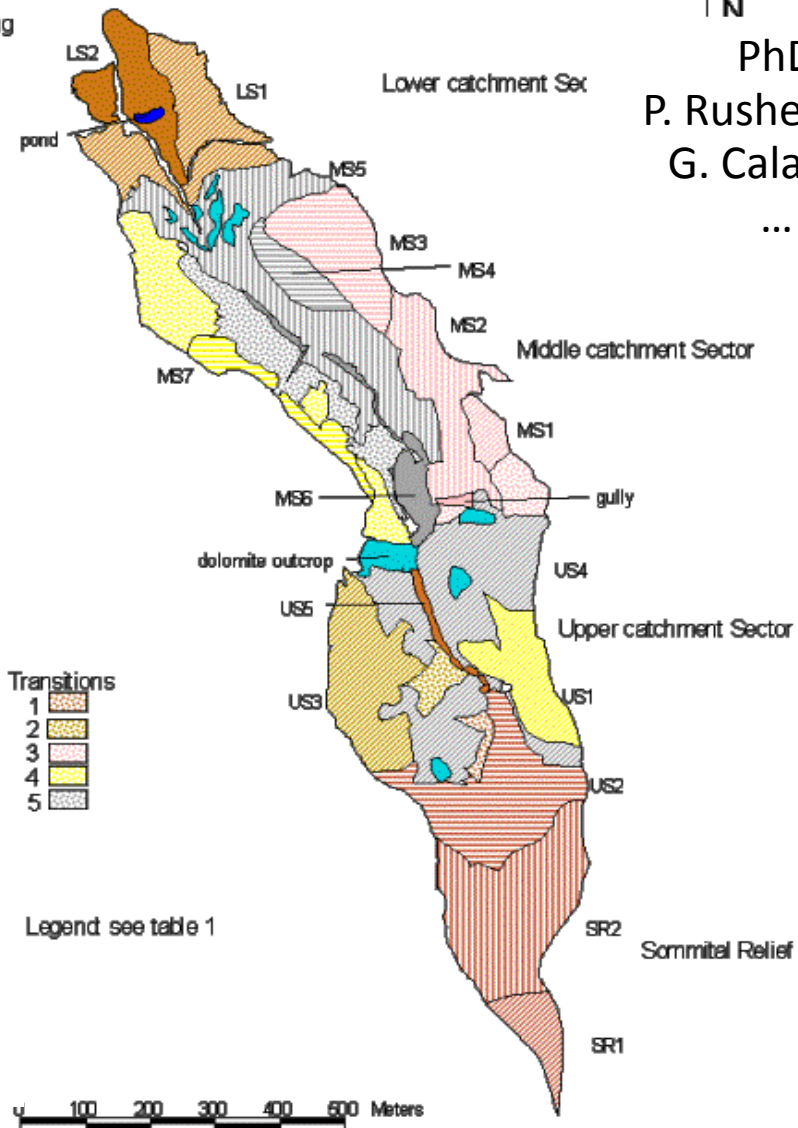 N
PhD
P. Rushe
G. Cala
...
LS2
LS1
Lower catchment Sec
pond
MS5
MS3
MS4
MS2
Middle catchment Sector
MS7
MS1
MS6
gully
dolomite outcrop
US4
US5
Upper catchment Sector
Transitions
1
2
3
4
5
US3
US1
US2
Legend: see table 1
SR2
Sommital Relief
SR1
100 200 300 400 500 Meters